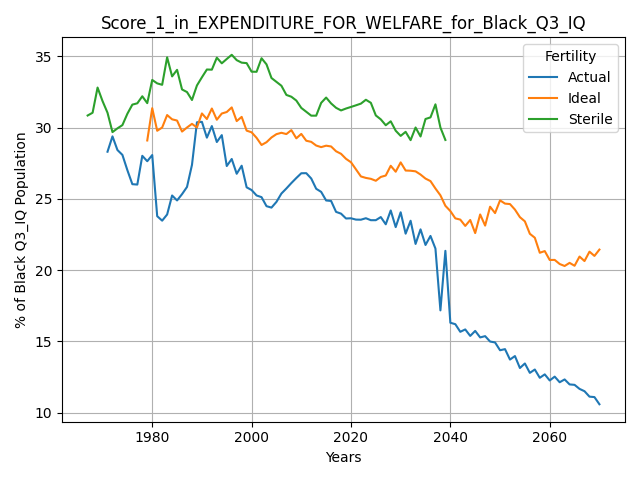 Score_1_in_EXPENDITURE_FOR_WELFARE_for_Black_Q3_IQ
% of Black Q3_IQ Population
35
30
25
20
15
10
Fertility
Actual
Ideal
Sterile
1980
2000
2020
2040
2060
Years